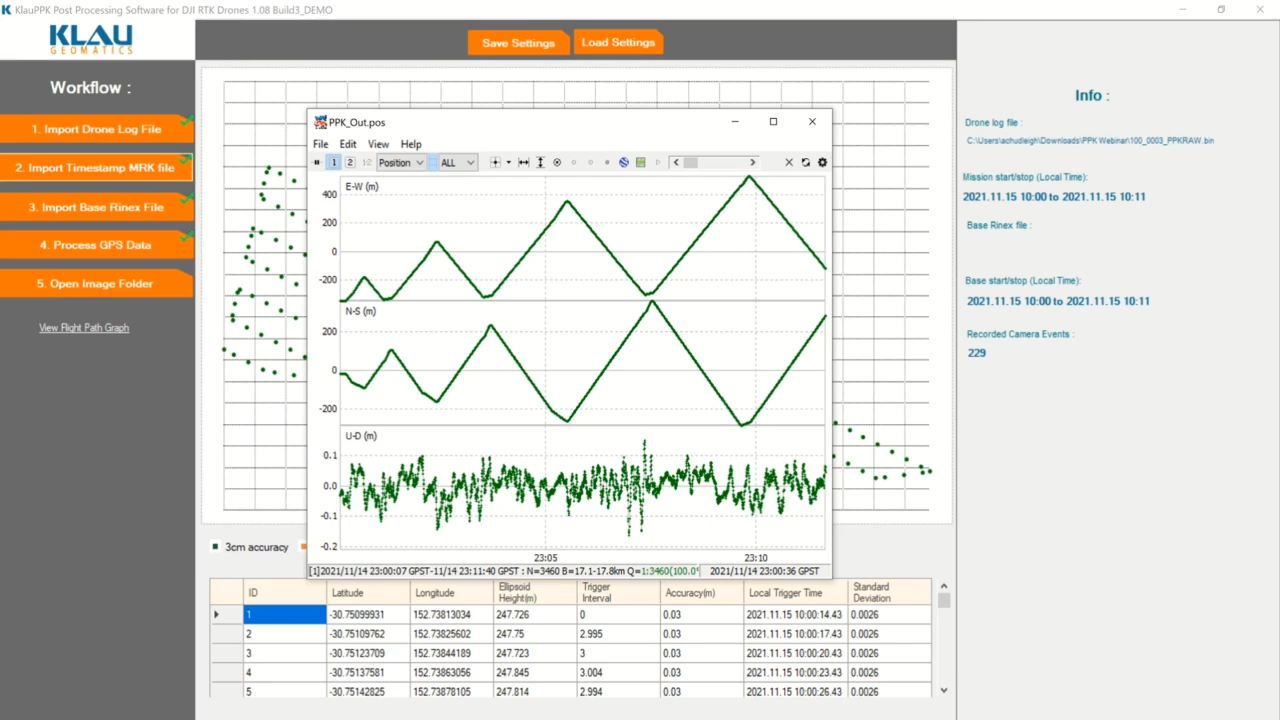 KlauPPK Post Processing Software for DJI RTK Drones 1.08 Build3_DEMO
KLAU
GEOMATICS
Save Settings
Load Settings
Workflow :
1. Import Drone Log File
2. Import Timestamp MRK file
3. Import Base Rinex File
4. Process GPS Data
5. Open Image Folder
View Flight Path Graph
PPK_Out.pos
File Edit View Help
1 2 1-2 Position ALL
E-W (m)
400
200
0
-200
N-S (m)
200
0
-200
U-D (m)
0.1
0.0
-0.1
-0.2
23:05 23:10
[1]2021/11/14 23:00:07 GPST-11/14 23:11:40 GPST : N=3460 B=17.1-17.8km Q=1:3460(100.0%
2021/11/14 23:00:36 GPST
3cm accuracy
ID Latitude Longitude Ellipsoid Height(m) Trigger Interval Accuracy(m) Local Trigger Time Standard Deviation
1 -30.75099931 152.73813034 247.726 0 0.03 2021.11.15 10:00:14.43 0.0026
2 -30.75109762 152.73825602 247.75 2.995 0.03 2021.11.15 10:00:17.43 0.0026
3 -30.75123709 152.73844189 247.723 3 0.03 2021.11.15 10:00:20.43 0.0026
4 -30.75137581 152.73863056 247.845 3.004 0.03 2021.11.15 10:00:23.43 0.0026
5 -30.75142825 152.73878105 247.814 2.994 0.03 2021.11.15 10:00:26.43 0.0026
Info :
Drone log file :
C:\Users\achudleigh\Downloads\PPK Webinar\100_0003_PPKRAW.bin
Mission start/stop (Local Time):
2021.11.15 10:00 to 2021.11.15 10:11
Base Rinex file :
Base start/stop (Local Time):
2021.11.15 10:00 to 2021.11.15 10:11
Recorded Camera Events :
229